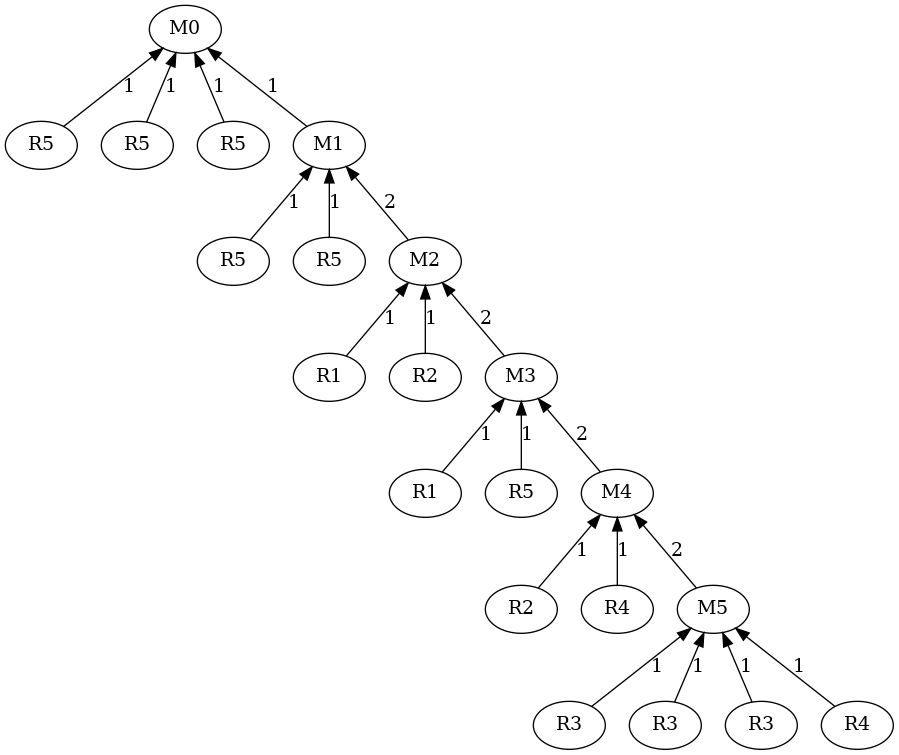 M0
1 1 1 1
R5 R5 R5 M1
1 1 2
R5 R5 M2
1 1 2
R1 R2 M3
1 1 2
R1 R5 M4
1 1 2
R2 R4 M5
1 1 1 1
R3 R3 R3 R4